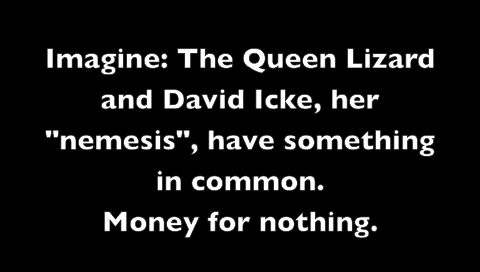 Imagine: The Queen Lizard
and David Icke, her
"nemesis", have something
in common.
Money for nothing.